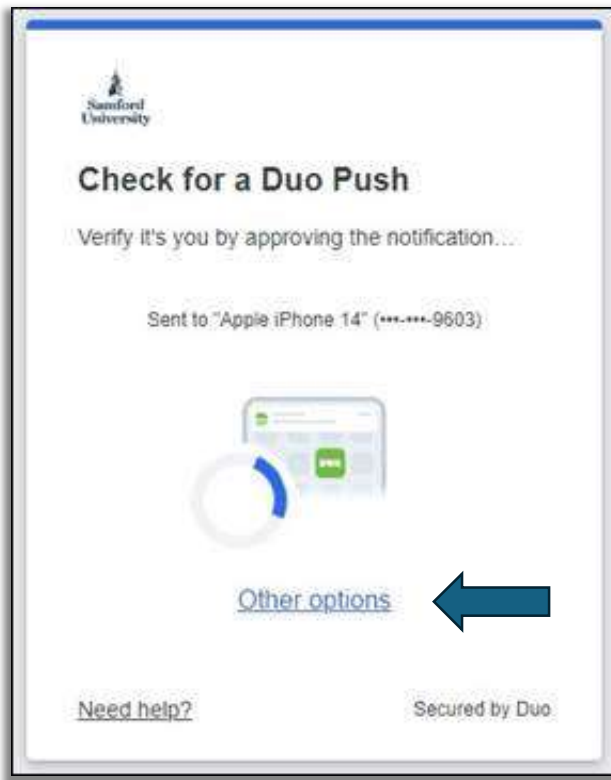 Samford
University
Check for a Duo Push
Verify it's you by approving the notification...
Sent to "Apple iPhone 14" (•••-•••-9603)
Other options
Need help?
Secured by Duo